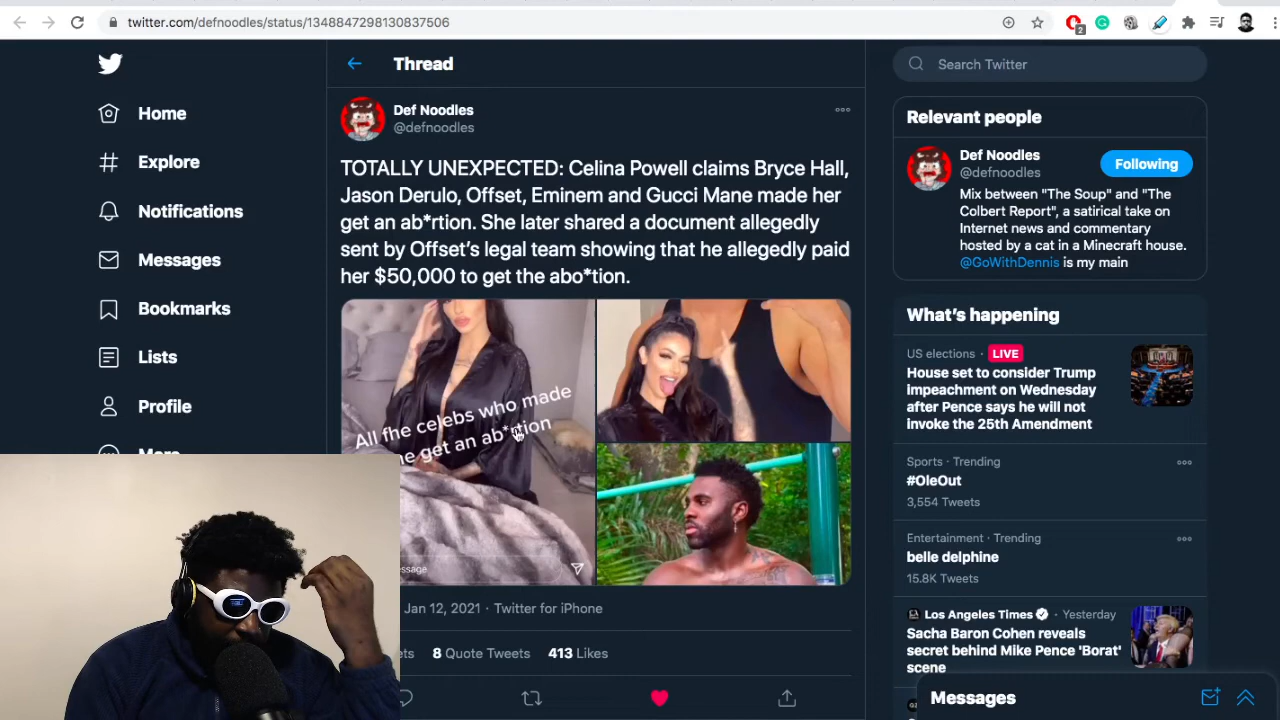 twitter.com/defnoodles/status/1348847298130837506
2
Home
Explore
Notifications
Messages
Bookmarks
Lists
Profile
More
Thread
Def Noodles
@defnoodles
TOTALLY UNEXPECTED: Celina Powell claims Bryce Hall,
Jason Derulo, Offset, Eminem and Gucci Mane made her
get an ab*rtion. She later shared a document allegedly
sent by Offset's legal team showing that he allegedly paid
her $50,000 to get the abo*tion.
All fhe celebs who made
get an ab*rtion
Jan 12, 2021 · Twitter for iPhone
8 Quote Tweets 413 Likes
Search Twitter
Relevant people
Def Noodles
@defnoodles
Following
Mix between "The Soup" and "The
Colbert Report", a satirical take on
Internet news and commentary
hosted by a cat in a Minecraft house.
@GoWithDennis is my main
What's happening
US elections · LIVE
House set to consider Trump
impeachment on Wednesday
after Pence says he will not
invoke the 25th Amendment
Sports · Trending
#OleOut
3,554 Tweets
Entertainment · Trending
belle delphine
15.8K Tweets
Los Angeles Times · Yesterday
Sacha Baron Cohen reveals
secret behind Mike Pence 'Borat'
scene
Messages